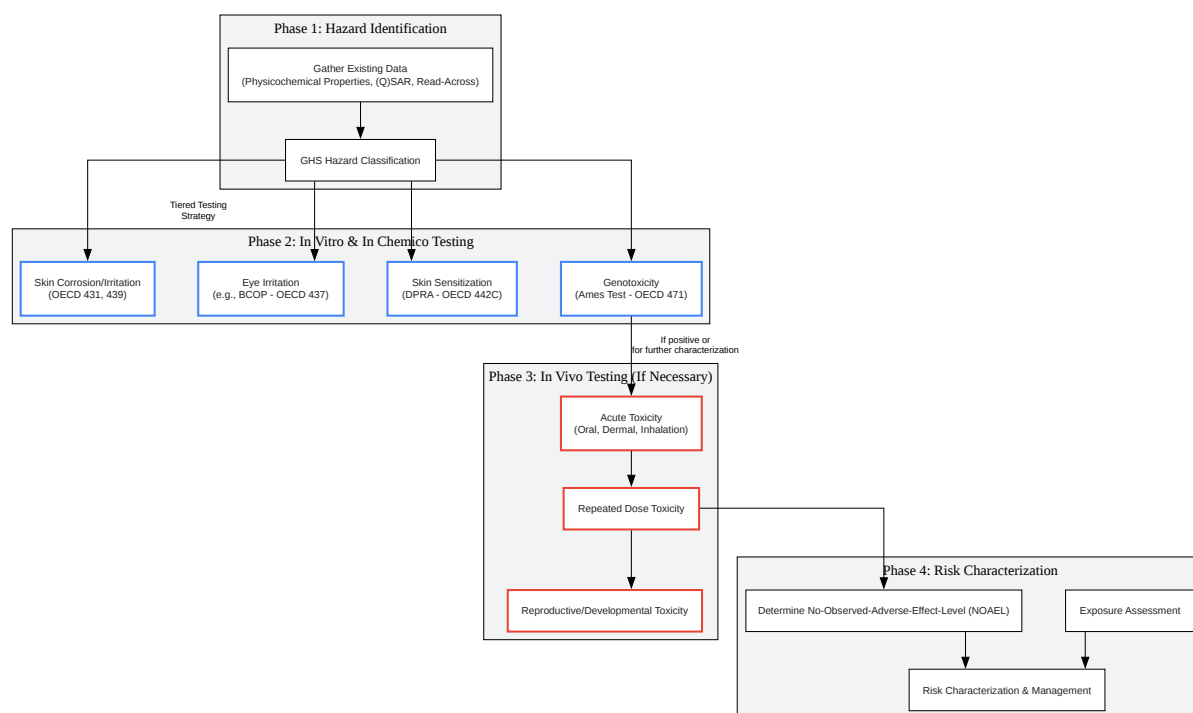 Phase 1: Hazard Identification
Gather Existing Data
(Physicochemical Properties, (Q)SAR, Read-Across)
GHS Hazard Classification
Tiered Testing
Strategy
Phase 2: In Vitro & In Chemico Testing
Skin Corrosion/Irritation
(OECD 431, 439)
Eye Irritation
(e.g., BCOP - OECD 437)
Skin Sensitization
(DPRA - OECD 442C)
Genotoxicity
(Ames Test - OECD 471)
If positive or
for further characterization
Phase 3: In Vivo Testing (If Necessary)
Acute Toxicity
(Oral, Dermal, Inhalation)
Repeated Dose Toxicity
Reproductive/Developmental Toxicity
Phase 4: Risk Characterization
Determine No-Observed-Adverse-Effect-Level (NOAEL)
Exposure Assessment
Risk Characterization & Management